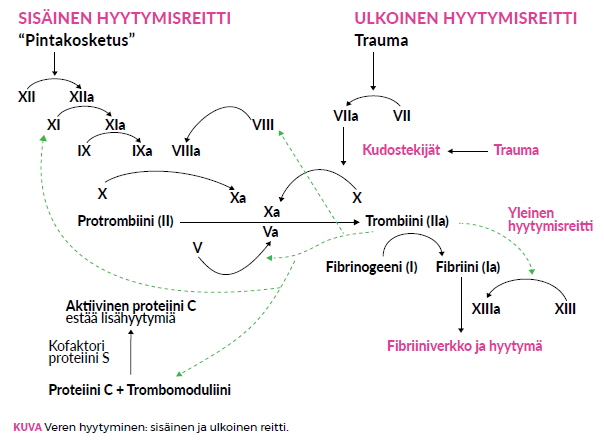 SISÄINEN HYYTYMISREITTI
"Pintakosketus"
XII
XIIa
XI
XIa
IX
IXa
VIIIa
VIII
X
Xa
Protrombiini (II)
Xa
Va
V
Aktiivinen proteiini C
estää lisähyytymiä
Kofaktori
proteiini S
Proteiini C + Trombomoduliini
ULKOINEN HYYTYMISREITTI
Trauma
VIIa
VII
Kudostekijät
Trauma
X
Trombiini (IIa)
Yleinen
hyytymisreitti
Fibrinogeeni (I)
Fibriini (Ia)
XIIIa
XIII
Fibriiniverkko ja hyytymä
KUVA Veren hyytyminen: sisäinen ja ulkoinen reitti.